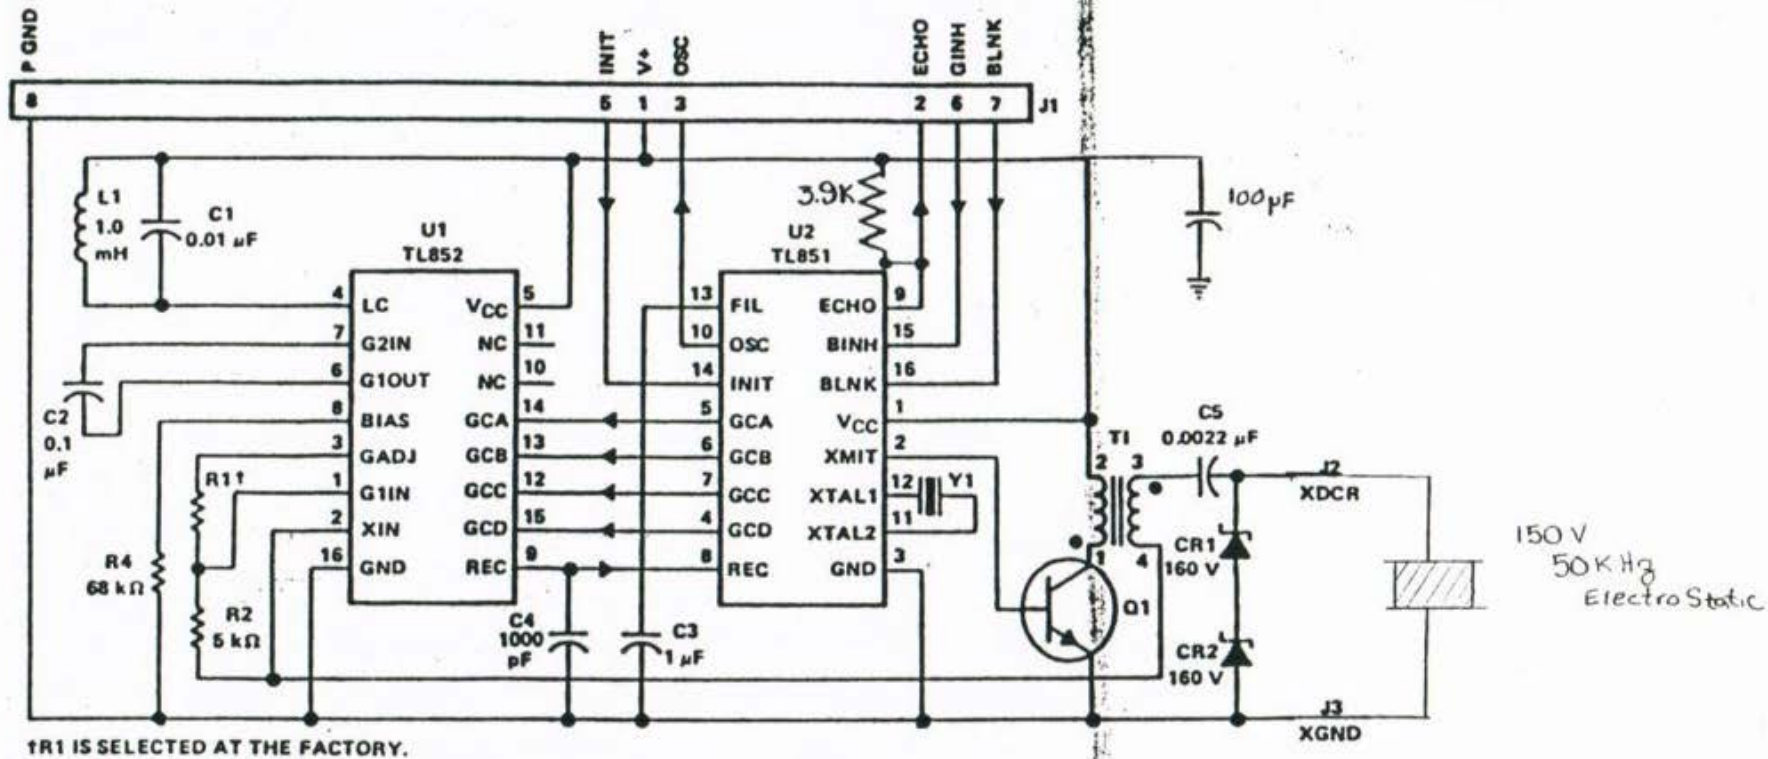 P GND
INIT
V+
OSC
ECHO
GINH
BLNK
8
5 1 3
2 6 7
J1
L1
1.0
mH
C1
0.01 µF
3.9K
100µF
U1
TL852
U2
TL851
4 LC
7 G2IN
6 G1OUT
8 BIAS
3 GADJ
1 G1IN
2 XIN
16 GND
VCC 5
NC 11
NC 10
GCA 14
GCB 13
GCC 12
GCD 15
REC 9
13 FIL
10 OSC
14 INIT
5 GCA
6 GCB
7 GCC
4 GCD
8 REC
ECHO 9
BINH 15
BLNK 16
VCC 1
XMIT 2
XTAL1 12
XTAL2 11
GND 3
Y1
C2
0.1
µF
R1†
R4
68 kΩ
R2
5 kΩ
C4
1000
pF
C3
1 µF
T1
2 3
1 4
Q1
C5
0.0022 µF
J2
XDCR
CR1
160 V
CR2
160 V
J3
XGND
150 V
50 KHz
Electro Static
†R1 IS SELECTED AT THE FACTORY.